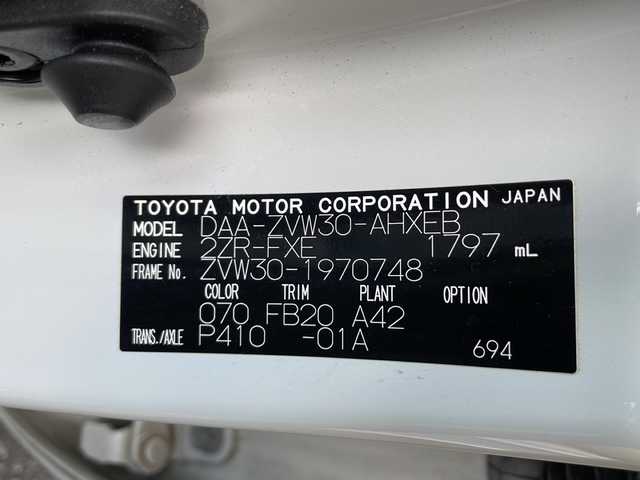 TOYOTA MOTOR CORPORATION JAPAN
MODEL DAA-ZVW30-AHXEB
ENGINE 2ZR-FXE 1797 mL
FRAME No. ZVW30-1970748
COLOR TRIM PLANT OPTION
070 FB20 A42
TRANS./AXLE P410 -01A
694